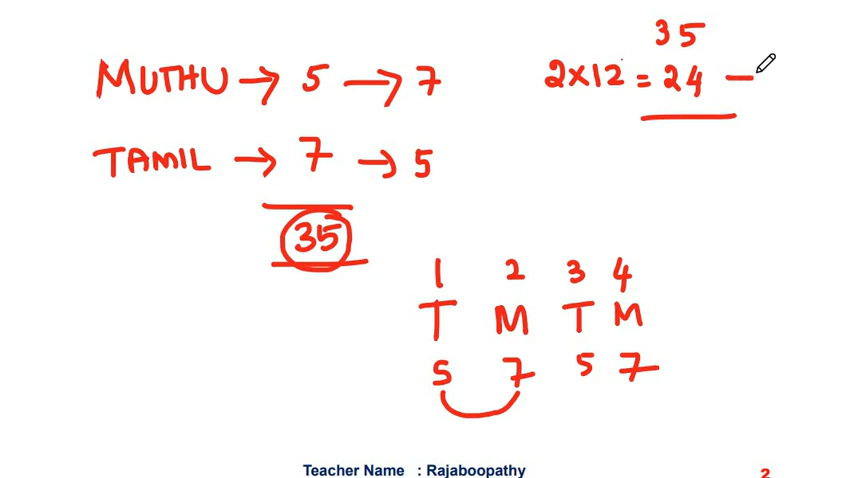 MUTHU → 5 → 7
TAMIL → 7 → 5
35
35
2×12 = 24 –
1 2 3 4
T M T M
5 7 5 7
Teacher Name : Rajaboopathy
2